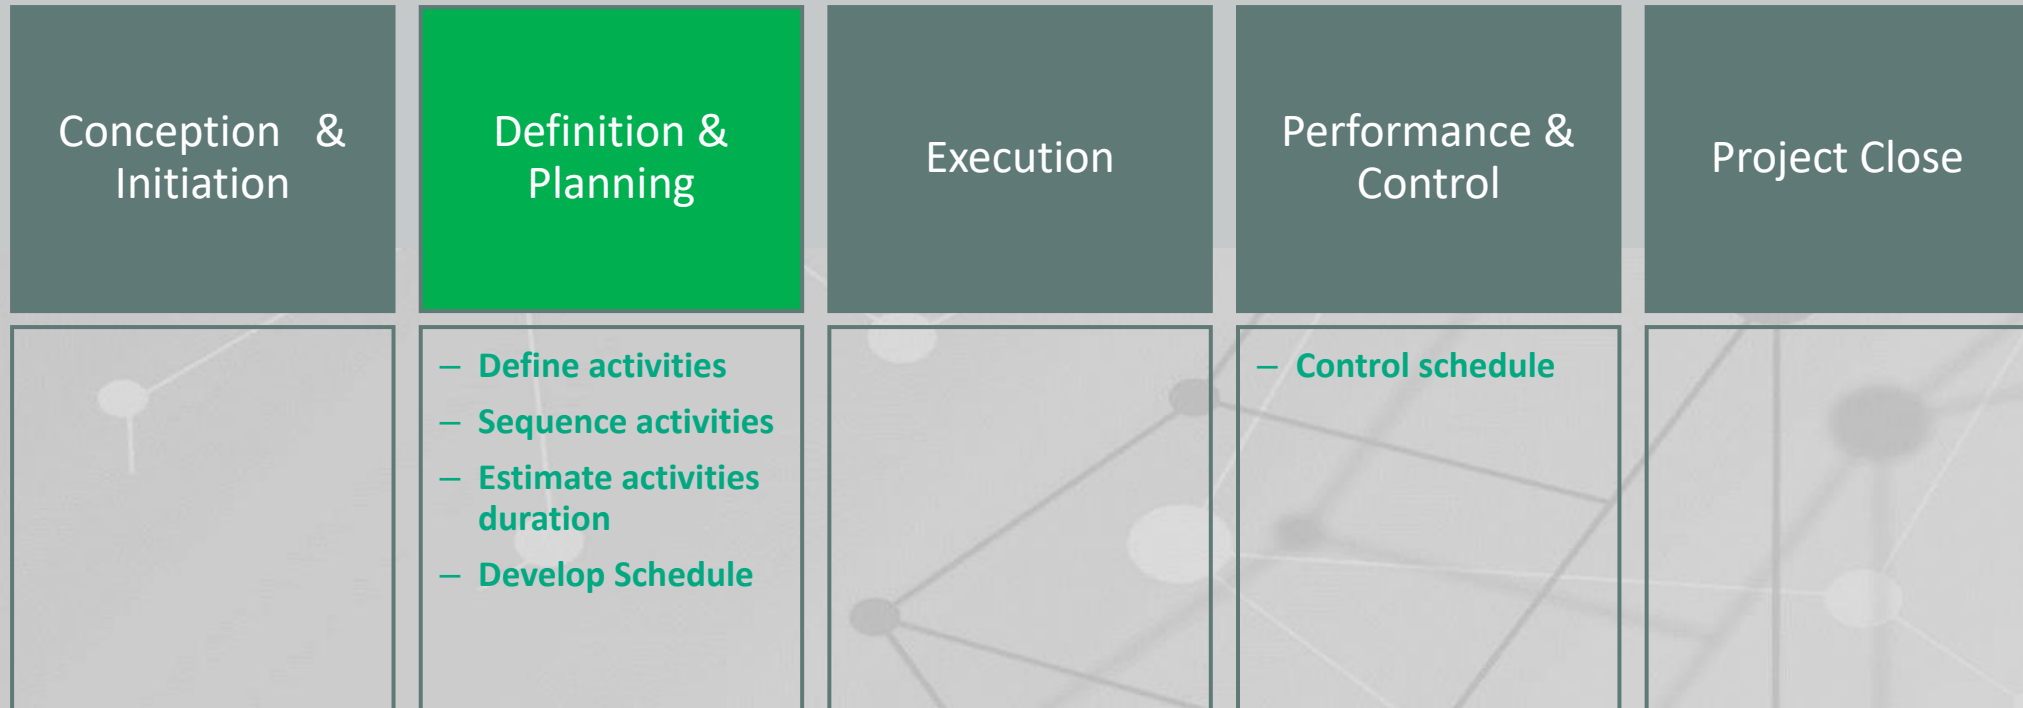 Conception &
Initiation
Definition &
Planning
Execution
Performance &
Control
Project Close
– Define activities
– Sequence activities
– Estimate activities
duration
– Develop Schedule
– Control schedule